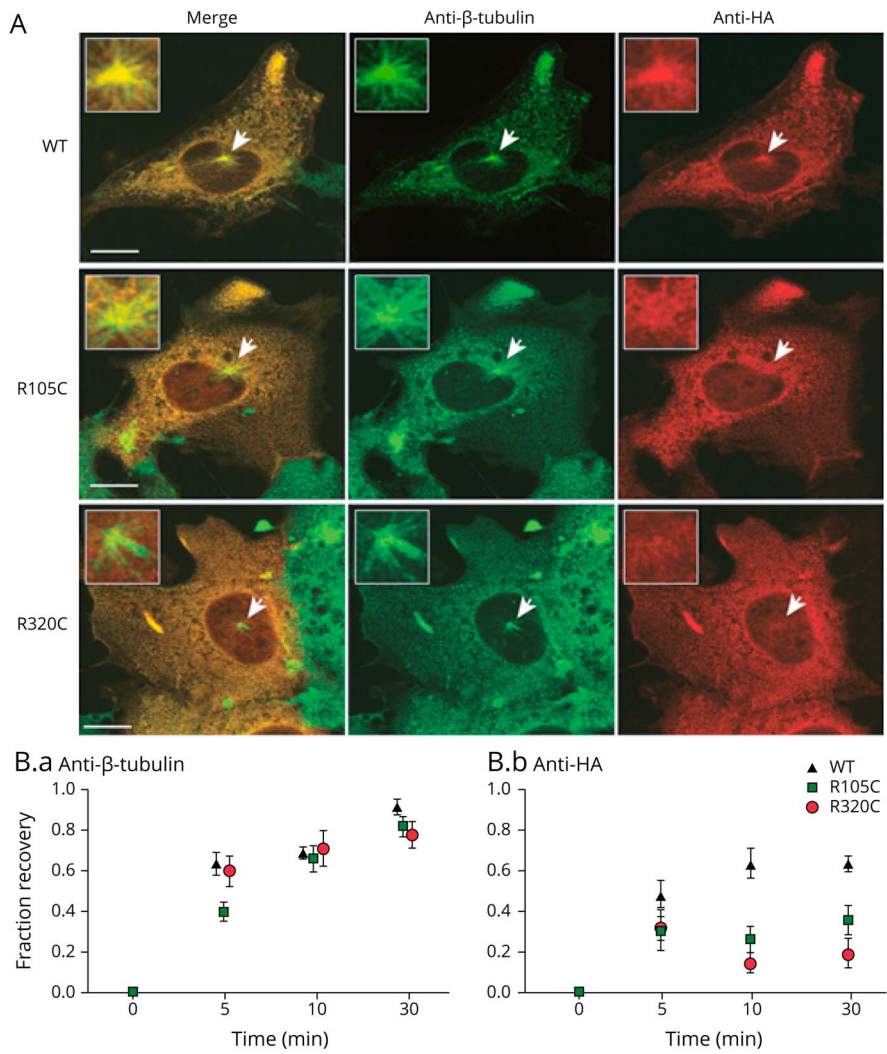 A
Merge
Anti-β-tubulin
Anti-HA
WT
R105C
R320C
B.a Anti-β-tubulin
1.0
0.8
0.6
0.4
0.2
0.0
Fraction recovery
0 5 10 30
Time (min)
B.b Anti-HA
WT
R105C
R320C
1.0
0.8
0.6
0.4
0.2
0.0
0 5 10 30
Time (min)